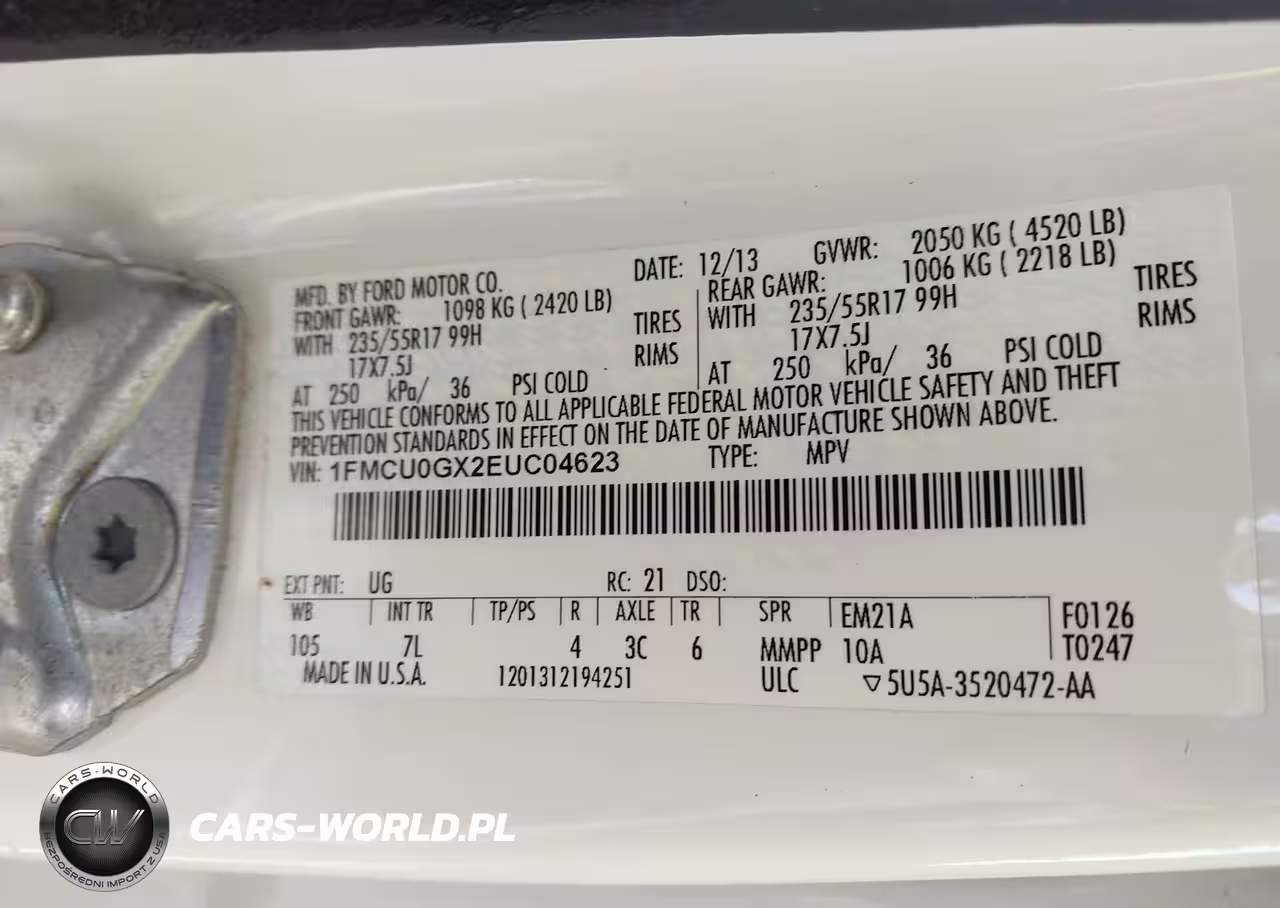 MFD. BY FORD MOTOR CO. DATE: 12/13 GVWR: 2050 KG ( 4520 LB)
FRONT GAWR: 1098 KG ( 2420 LB) REAR GAWR: 1006 KG ( 2218 LB)
WITH 235/55R17 99H TIRES WITH 235/55R17 99H TIRES
17X7.5J RIMS 17X7.5J RIMS
AT 250 kPa/ 36 PSI COLD AT 250 kPa/ 36 PSI COLD
THIS VEHICLE CONFORMS TO ALL APPLICABLE FEDERAL MOTOR VEHICLE SAFETY AND THEFT
PREVENTION STANDARDS IN EFFECT ON THE DATE OF MANUFACTURE SHOWN ABOVE.
VIN: 1FMCU0GX2EUC04623 TYPE: MPV
EXT PNT: UG RC: 21 DSO:
WB INT TR TP/PS R AXLE TR SPR EM21A F0126
105 7L 4 3C 6 MMPP 10A T0247
MADE IN U.S.A. 1201312194251 ULC ▽5U5A-3520472-AA
CARS-WORLD
CW
BEZPOŚREDNI IMPORT Z USA
CARS-WORLD.PL